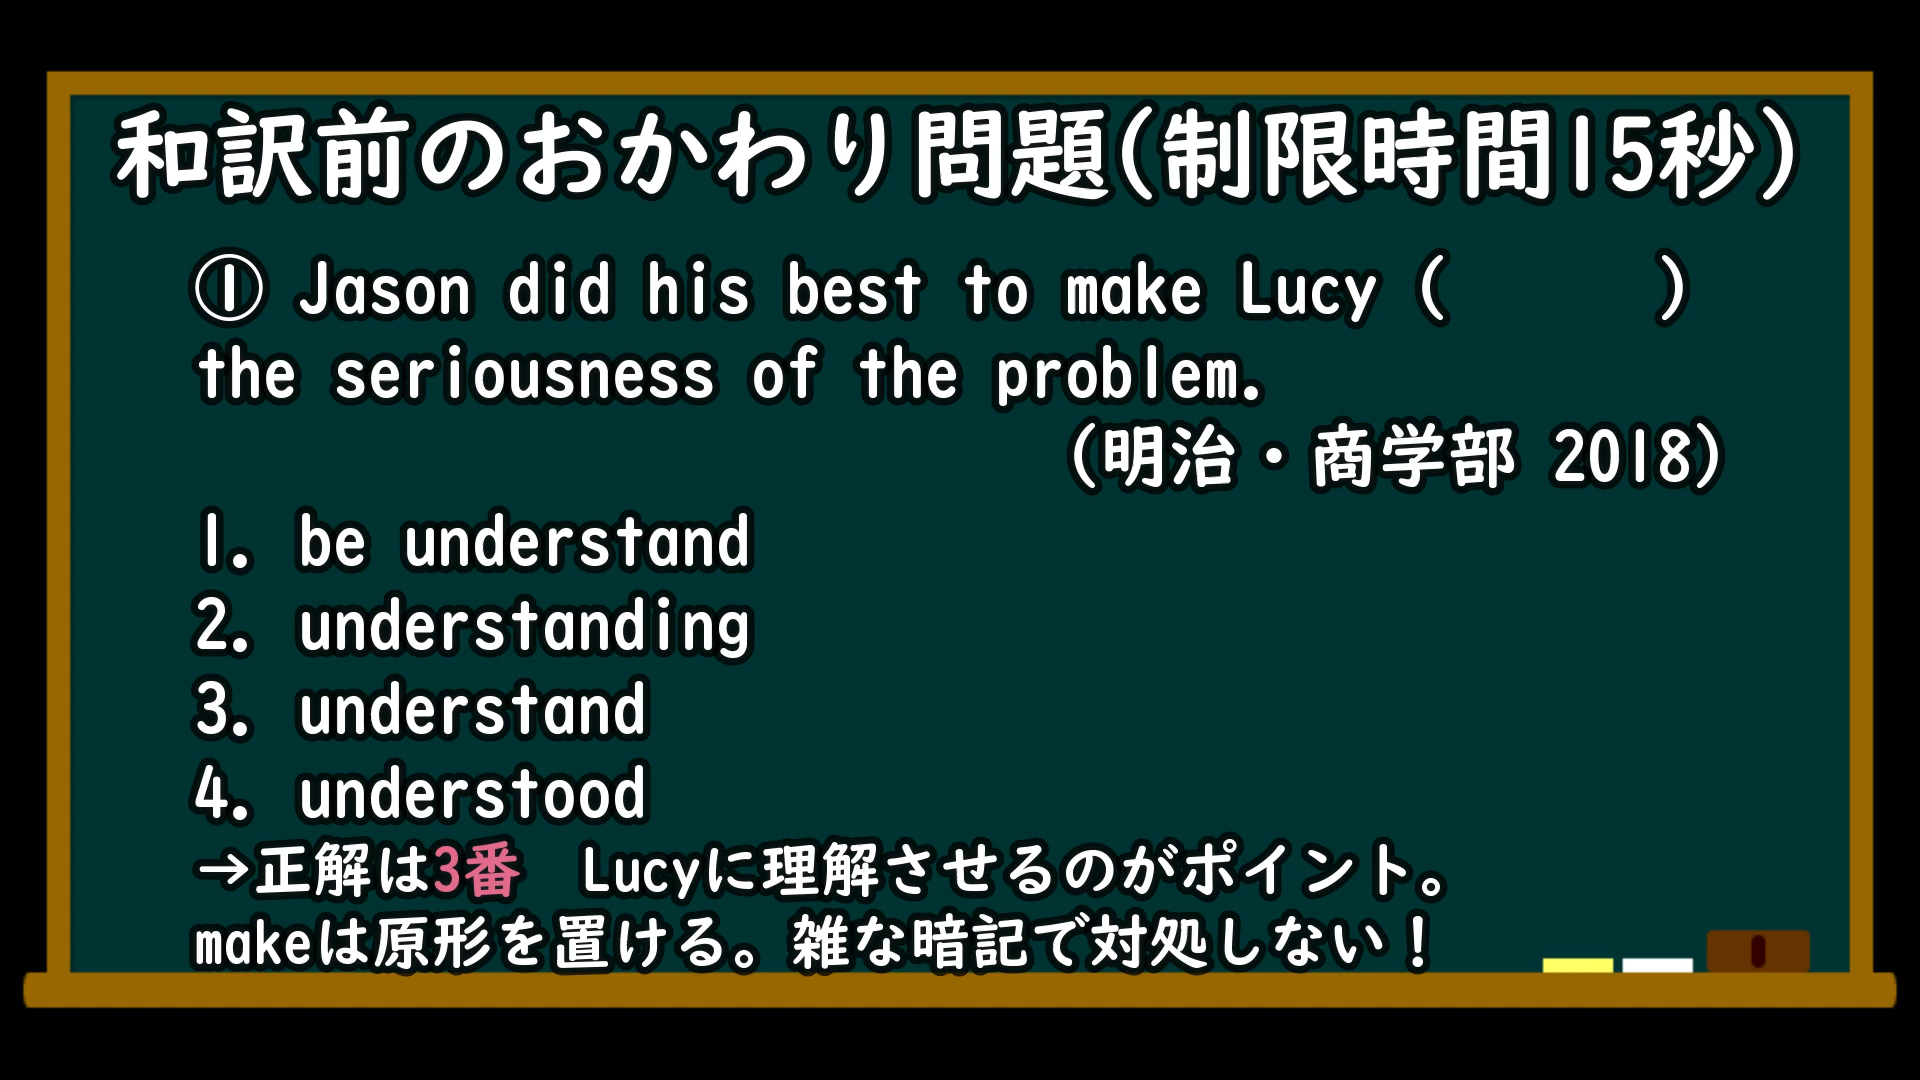 和訳前のおかわり問題(制限時間15秒)
① Jason did his best to make Lucy (　　　)
the seriousness of the problem.
(明治・商学部 2018)
1. be understand
2. understanding
3. understand
4. understood
→正解は3番　Lucyに理解させるのがポイント。
makeは原形を置ける。雑な暗記で対処しない！